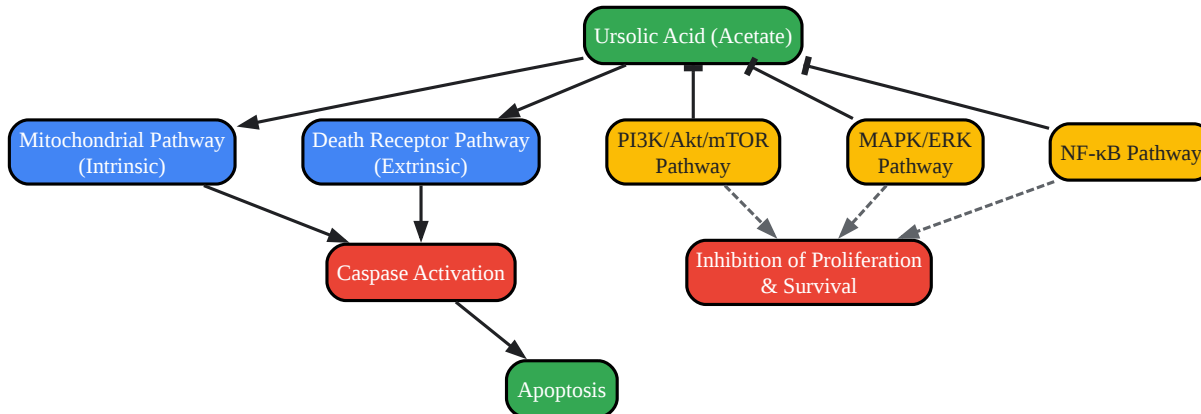 Ursolic Acid (Acetate)
Mitochondrial Pathway
(Intrinsic)
Death Receptor Pathway
(Extrinsic)
PI3K/Akt/mTOR
Pathway
MAPK/ERK
Pathway
NF-κB Pathway
Caspase Activation
Inhibition of Proliferation
& Survival
Apoptosis